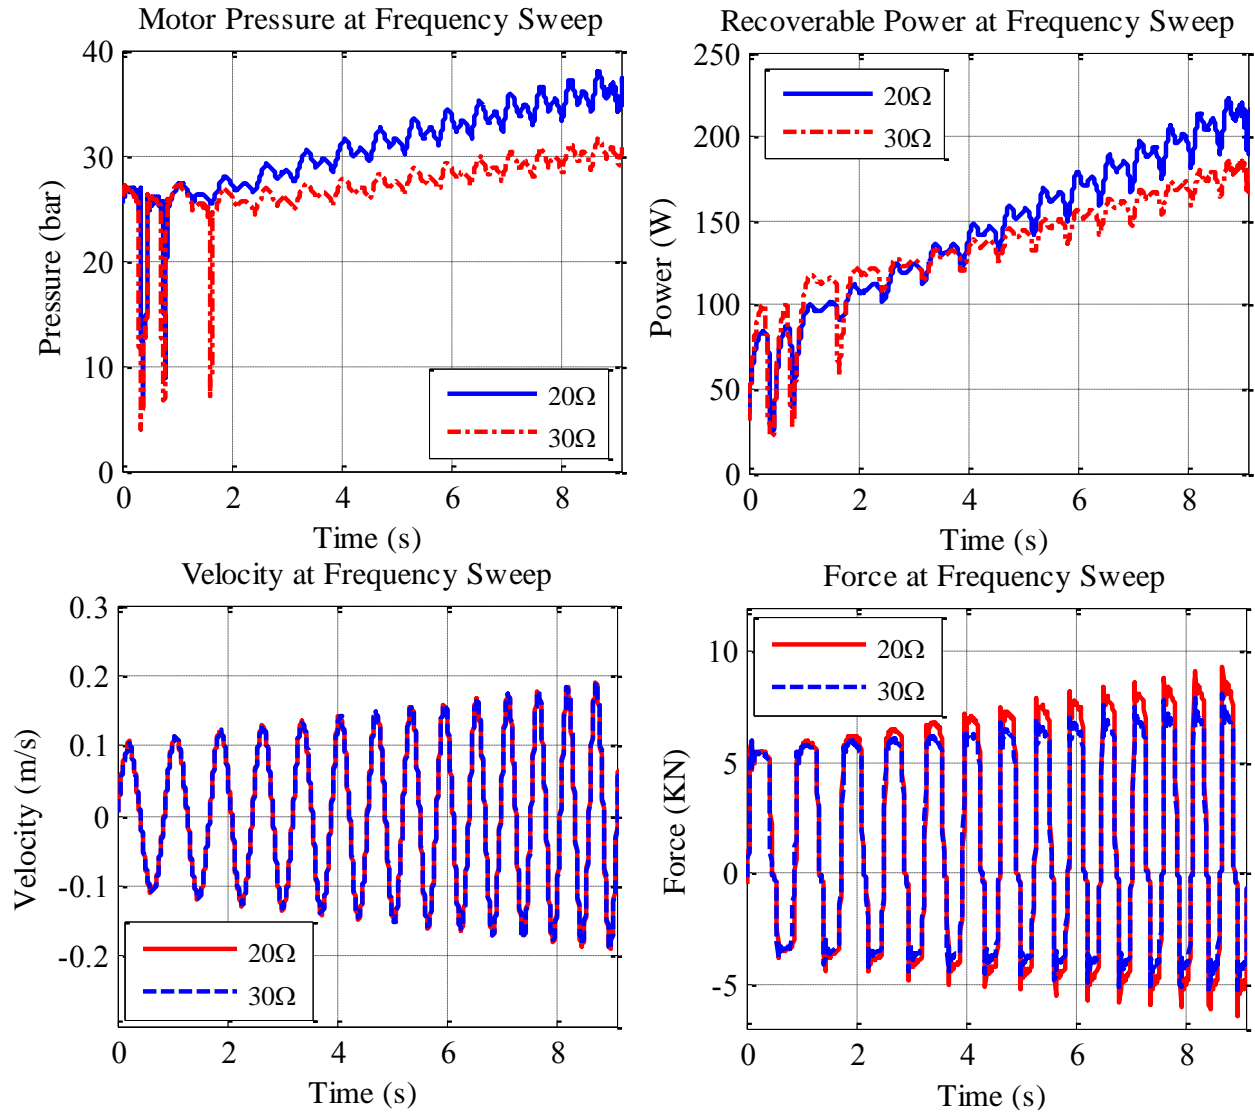 Motor Pressure at Frequency Sweep
40
30
20
10
0
Pressure (bar)
20Ω
30Ω
0 2 4 6 8
Time (s)
Recoverable Power at Frequency Sweep
250
200
150
100
50
0
Power (W)
20Ω
30Ω
0 2 4 6 8
Time (s)
Velocity at Frequency Sweep
0.3
0.2
0.1
0
-0.1
-0.2
Velocity (m/s)
20Ω
30Ω
0 2 4 6 8
Time (s)
Force at Frequency Sweep
10
5
0
-5
Force (KN)
20Ω
30Ω
0 2 4 6 8
Time (s)